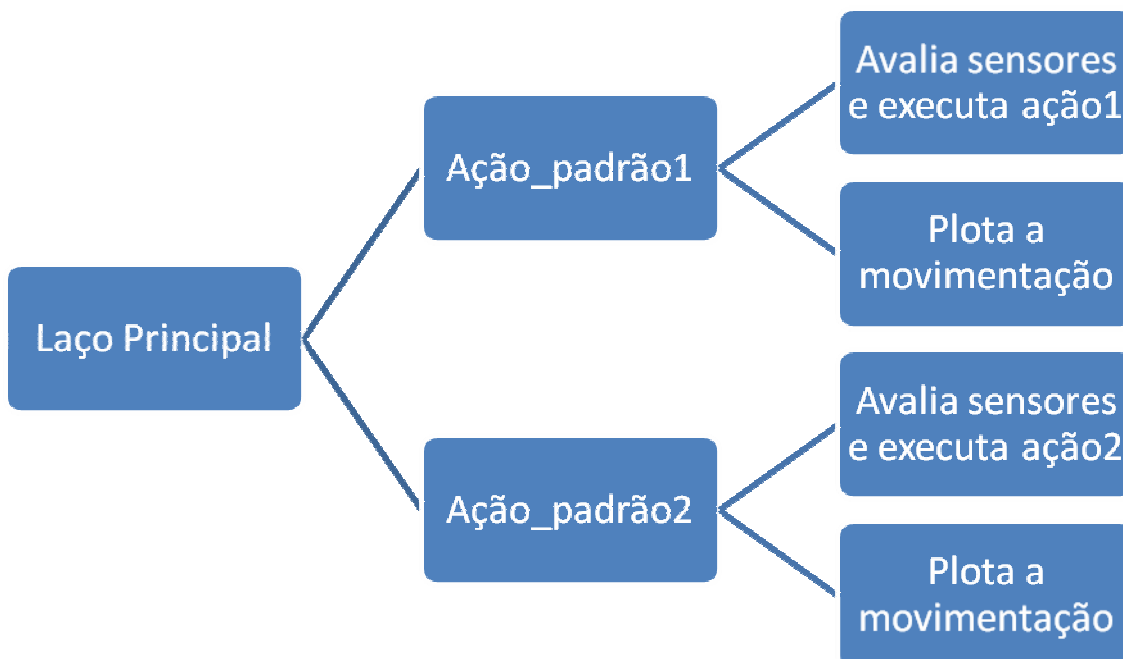 Laço Principal
Ação_padrão1
Avalia sensores
e executa ação1
Plota a
movimentação
Ação_padrão2
Avalia sensores
e executa ação2
Plota a
movimentação